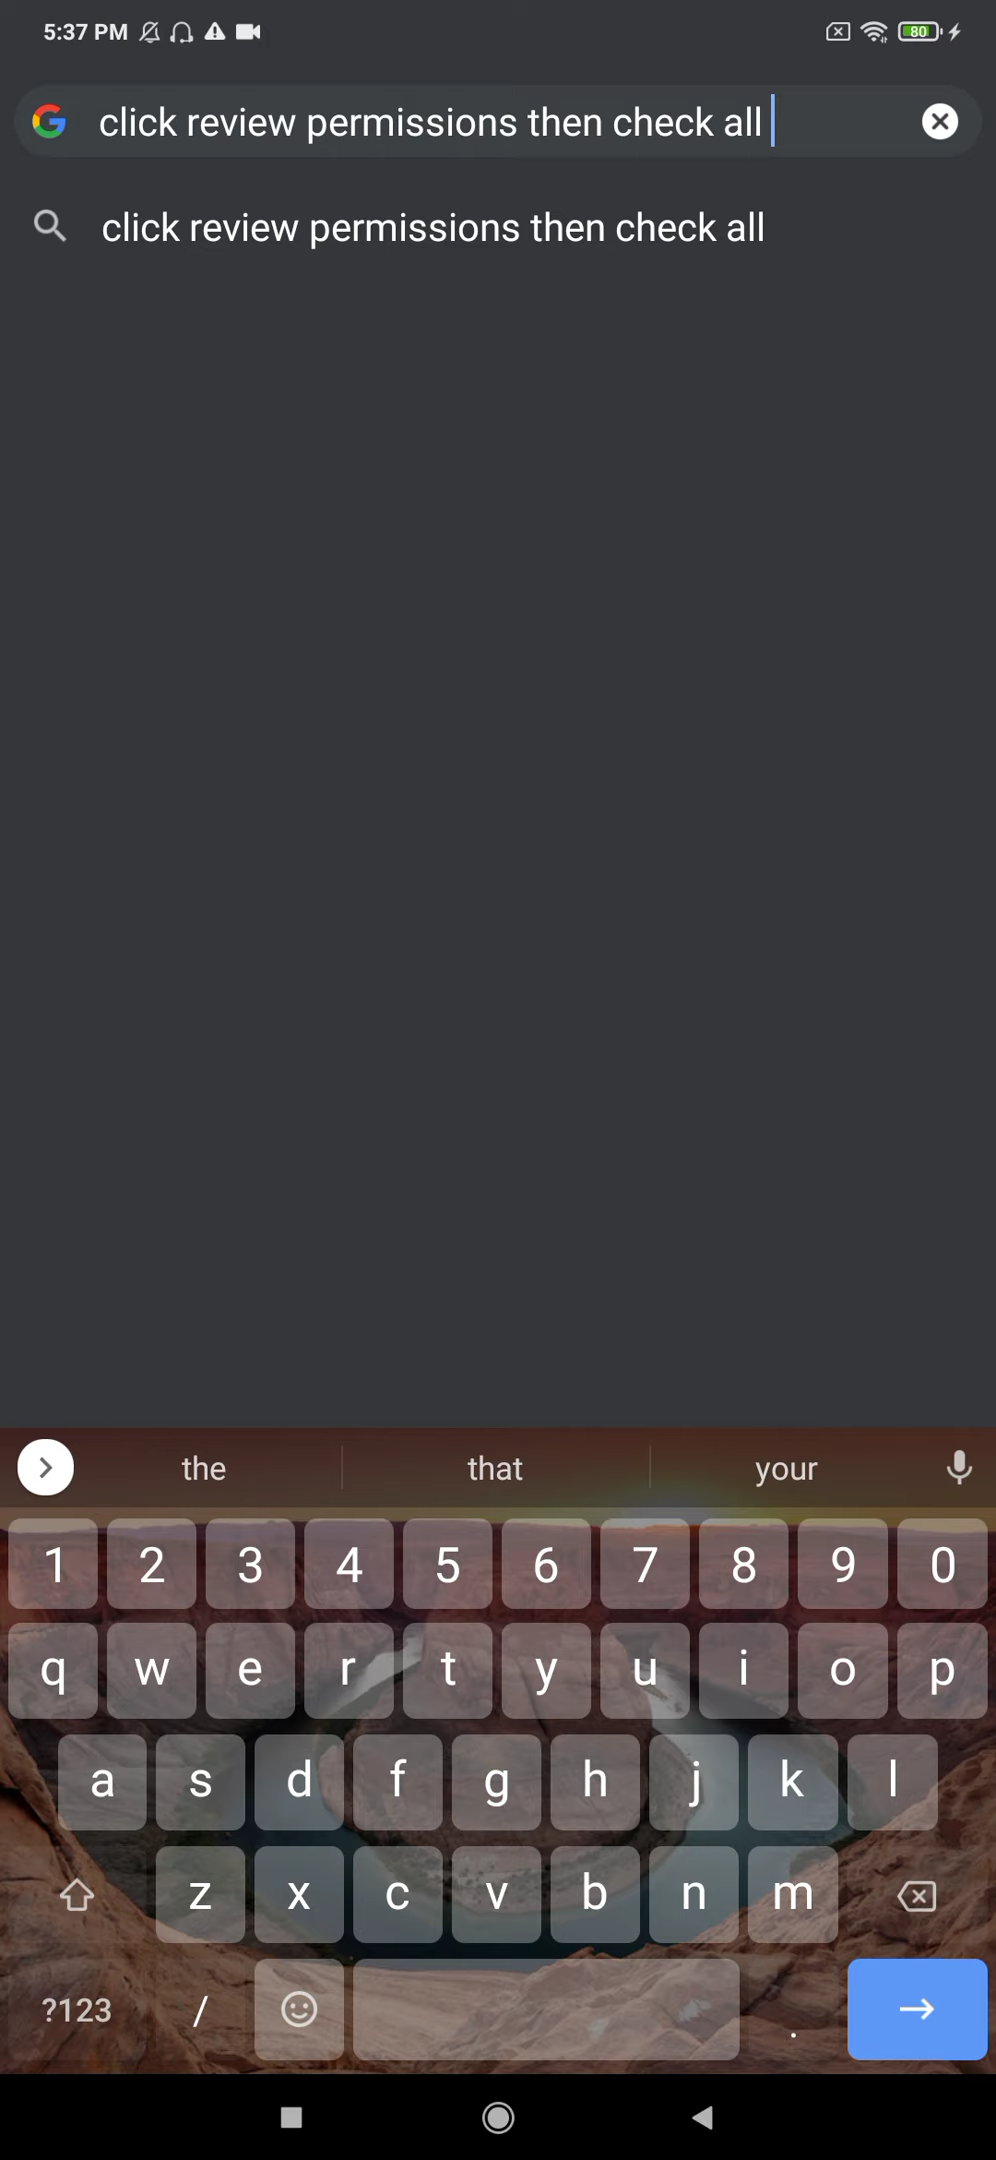 5:37 PM 80
click review permissions then check all
click review permissions then check all
the that your
1 2 3 4 5 6 7 8 9 0
q w e r t y u i o p
a s d f g h j k l
z x c v b n m
?123 / .